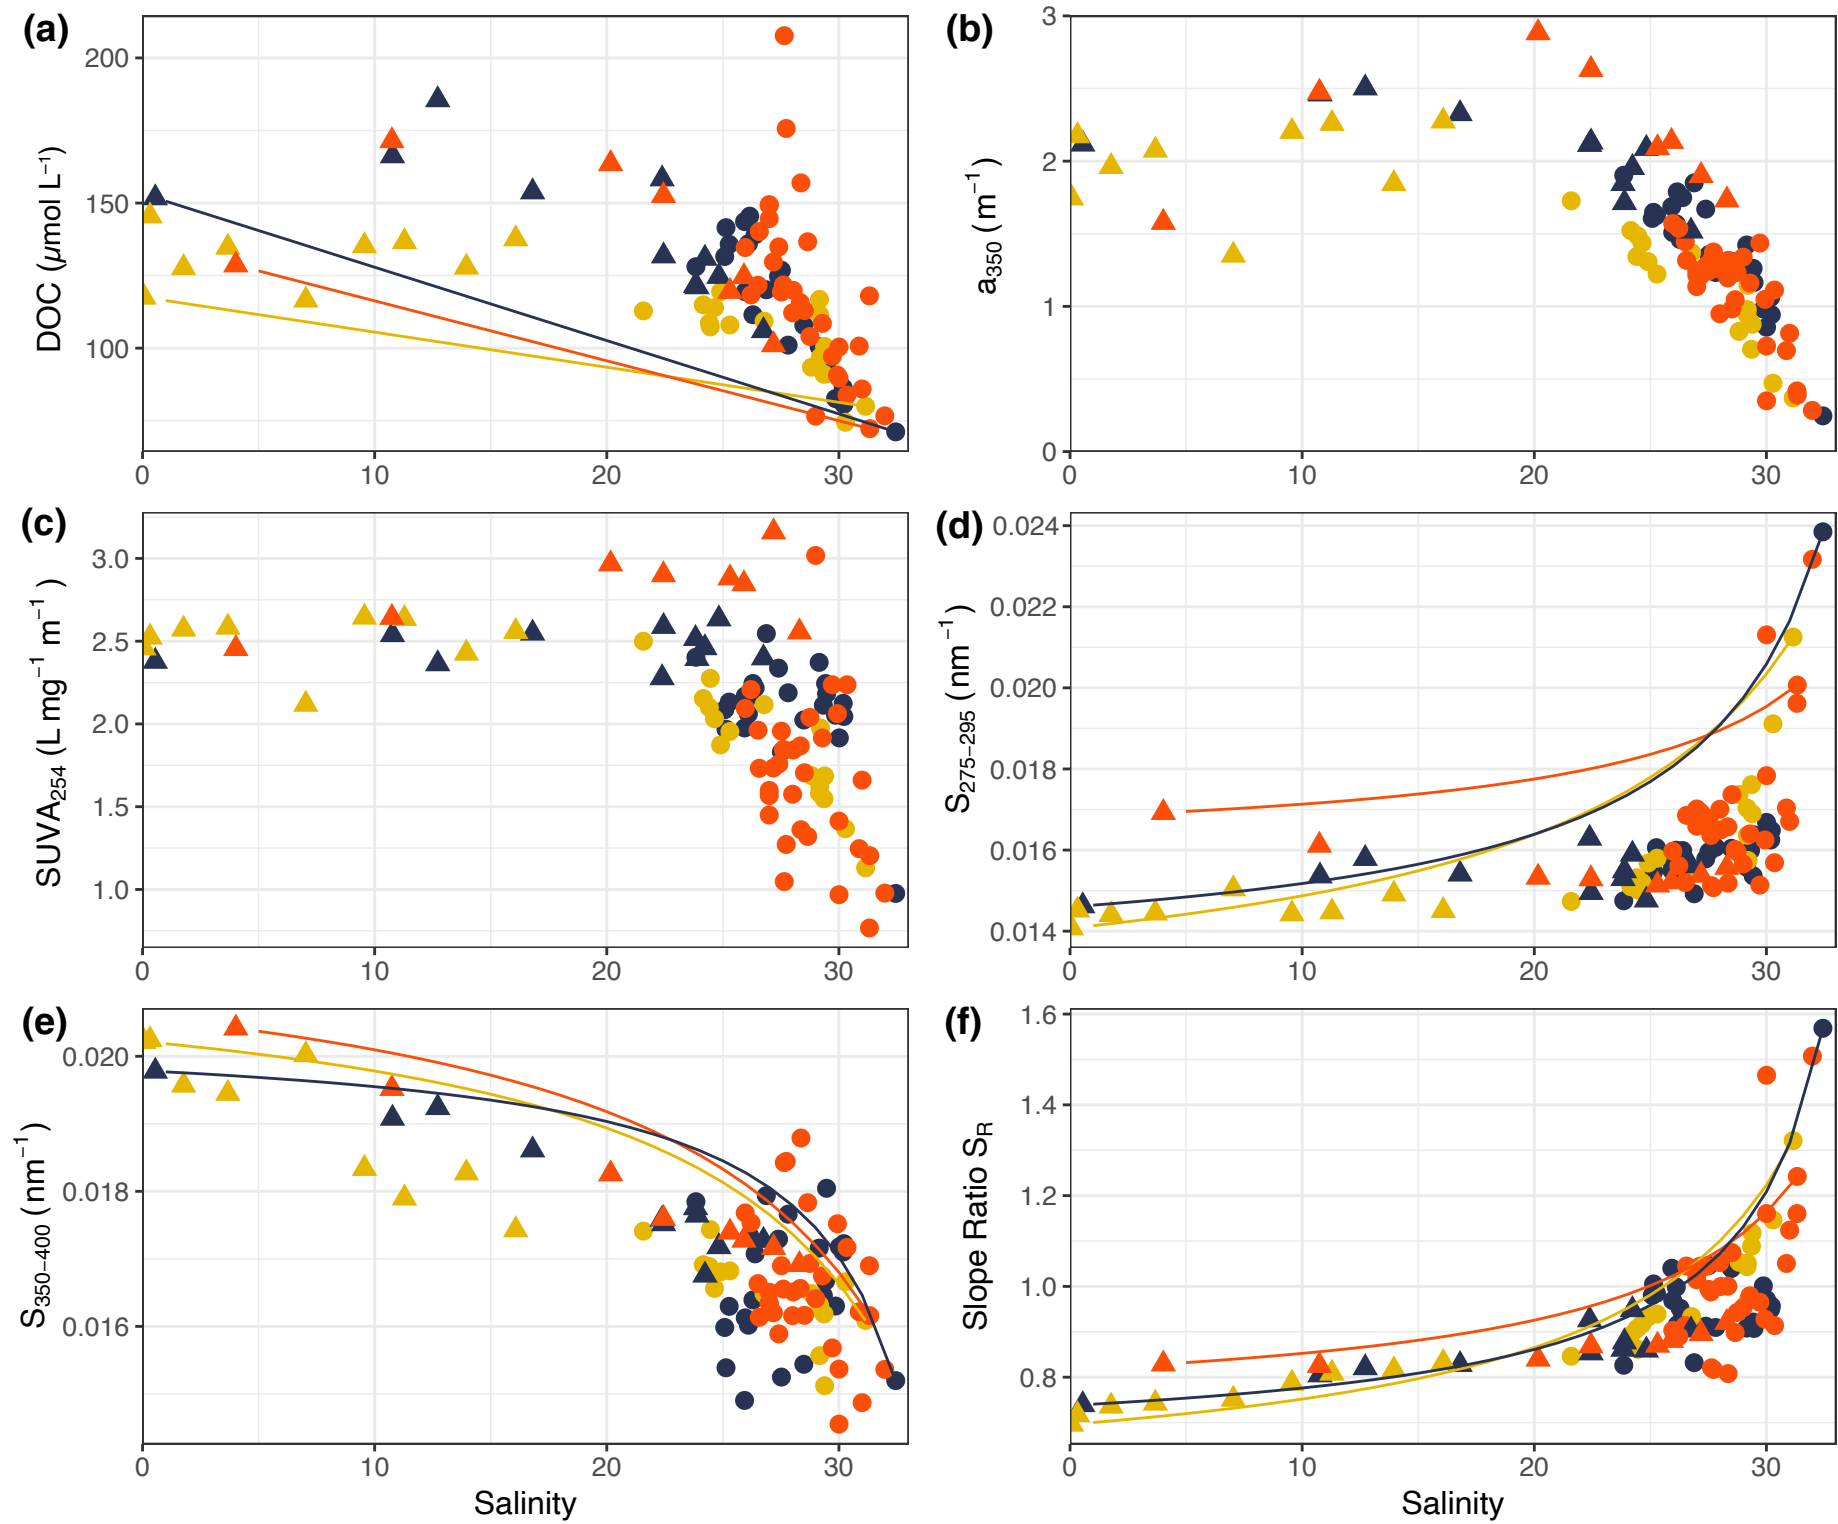 (a)
DOC (μmol L⁻¹)
200
150
100
0 10 20 30
(b)
a350 (m⁻¹)
3
2
1
0
0 10 20 30
(c)
SUVA254 (L mg⁻¹ m⁻¹)
3.0
2.5
2.0
1.5
1.0
0 10 20 30
(d)
S275−295 (nm⁻¹)
0.024
0.022
0.020
0.018
0.016
0.014
0 10 20 30
(e)
S350−400 (nm⁻¹)
0.020
0.018
0.016
0 10 20 30
Salinity
(f)
Slope Ratio SR
1.6
1.4
1.2
1.0
0.8
0 10 20 30
Salinity